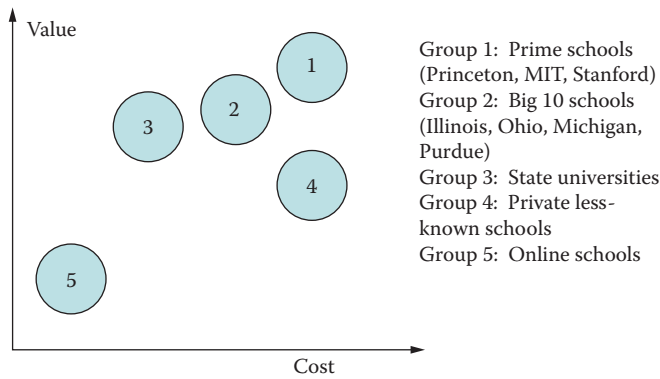 Value
1
2
3
4
5
Cost
Group 1: Prime schools
(Princeton, MIT, Stanford)
Group 2: Big 10 schools
(Illinois, Ohio, Michigan,
Purdue)
Group 3: State universities
Group 4: Private less-
known schools
Group 5: Online schools